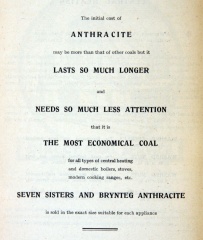 The initial cost of
ANTHRACITE
may be more than that of other coals but it
LASTS SO MUCH LONGER
and
NEEDS SO MUCH LESS ATTENTION
that it is
THE MOST ECONOMICAL COAL
for all types of central heating
and domestic boilers, stoves,
modern cooking ranges, etc.
SEVEN SISTERS AND BRYNTEG ANTHRACITE
is sold in the exact size suitable for each appliance